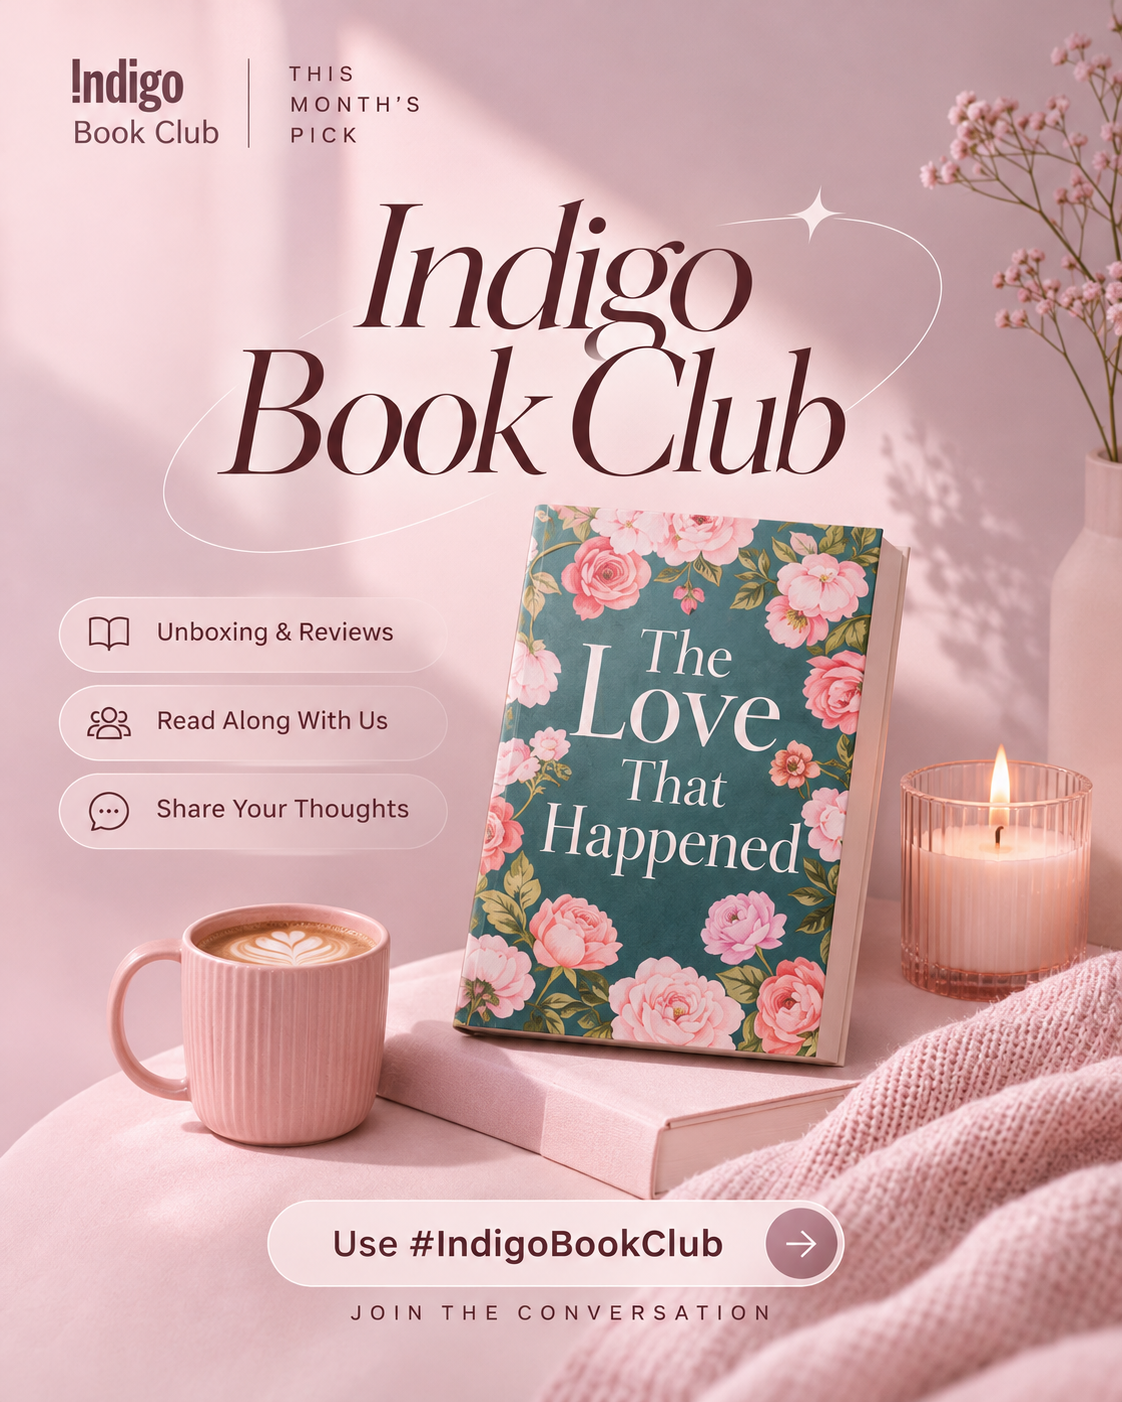 !ndigo
Book Club
THIS
MONTH'S
PICK
Indigo
Book Club
Unboxing & Reviews
Read Along With Us
Share Your Thoughts
The
Love
That
Happened
Use #IndigoBookClub
JOIN THE CONVERSATION